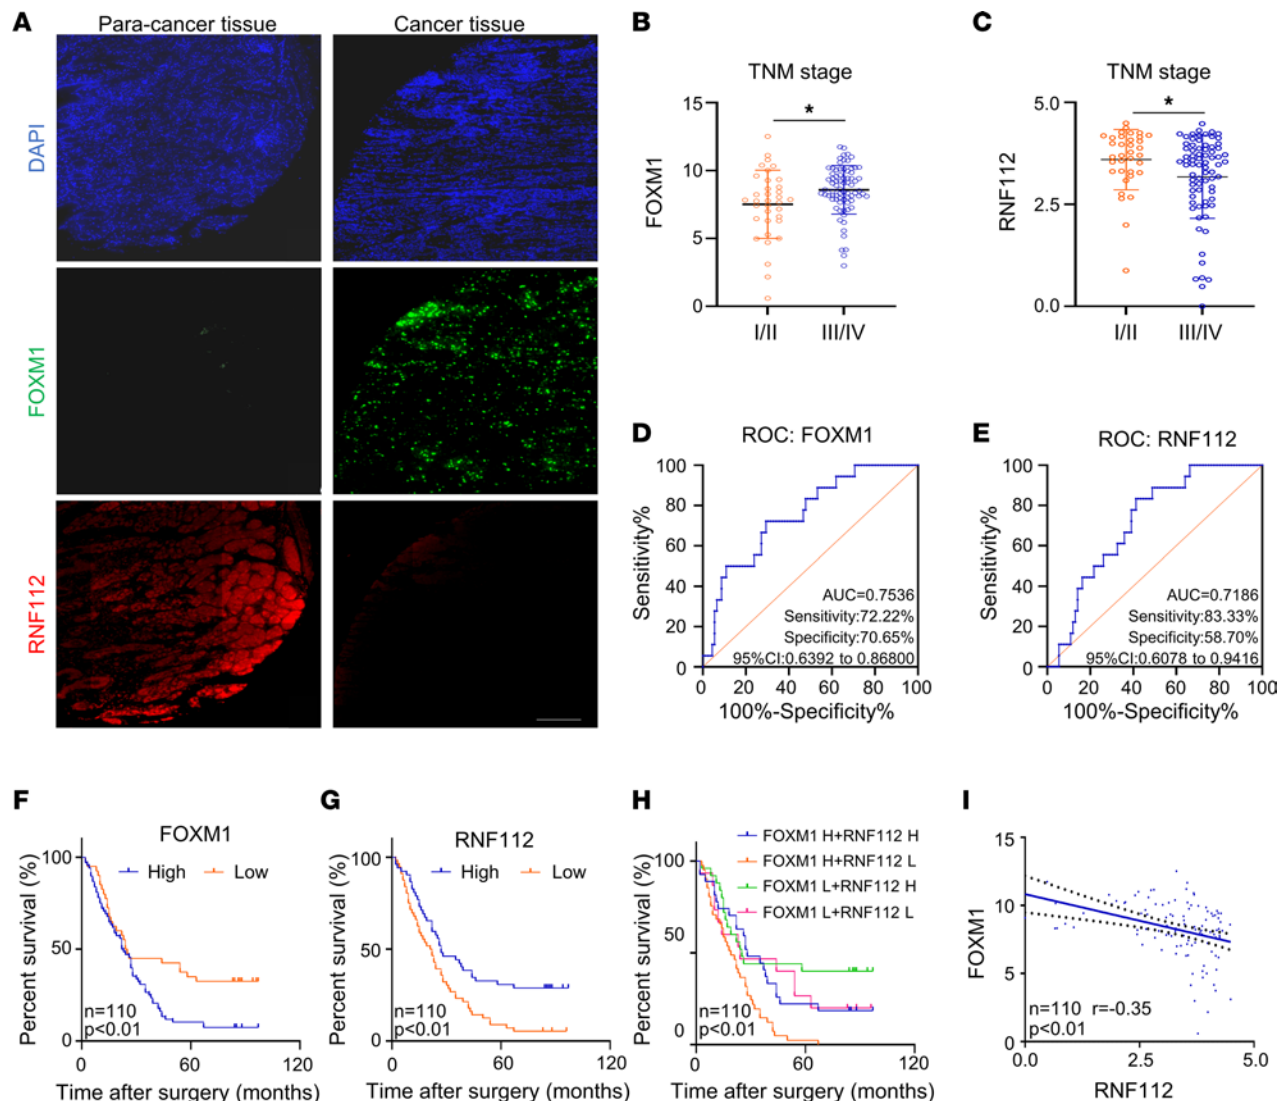 A
Para-cancer tissue
Cancer tissue
DAPI
FOXM1
RNF112
B
TNM stage
*
15
10
5
0
FOXM1
I/II
III/IV
C
TNM stage
*
5.0
2.5
0.0
RNF112
I/II
III/IV
D
ROC: FOXM1
100
80
60
40
20
0
Sensitivity%
AUC=0.7536
Sensitivity:72.22%
Specificity:70.65%
95%CI:0.6392 to 0.86800
0 20 40 60 80 100
100%-Specificity%
E
ROC: RNF112
100
80
60
40
20
0
Sensitivity%
AUC=0.7186
Sensitivity:83.33%
Specificity:58.70%
95%CI:0.6078 to 0.9416
0 20 40 60 80 100
100%-Specificity%
F
FOXM1
High Low
100
50
0
Percent survival (%)
n=110
p<0.01
0 60 120
Time after surgery (months)
G
RNF112
High Low
100
50
0
Percent survival (%)
n=110
p<0.01
0 60 120
Time after surgery (months)
H
FOXM1 H+RNF112 H
FOXM1 H+RNF112 L
FOXM1 L+RNF112 H
FOXM1 L+RNF112 L
100
50
0
Percent survival (%)
n=110
p<0.01
0 60 120
Time after surgery (months)
I
15
10
5
0
FOXM1
n=110 r=-0.35
p<0.01
0.0 2.5 5.0
RNF112